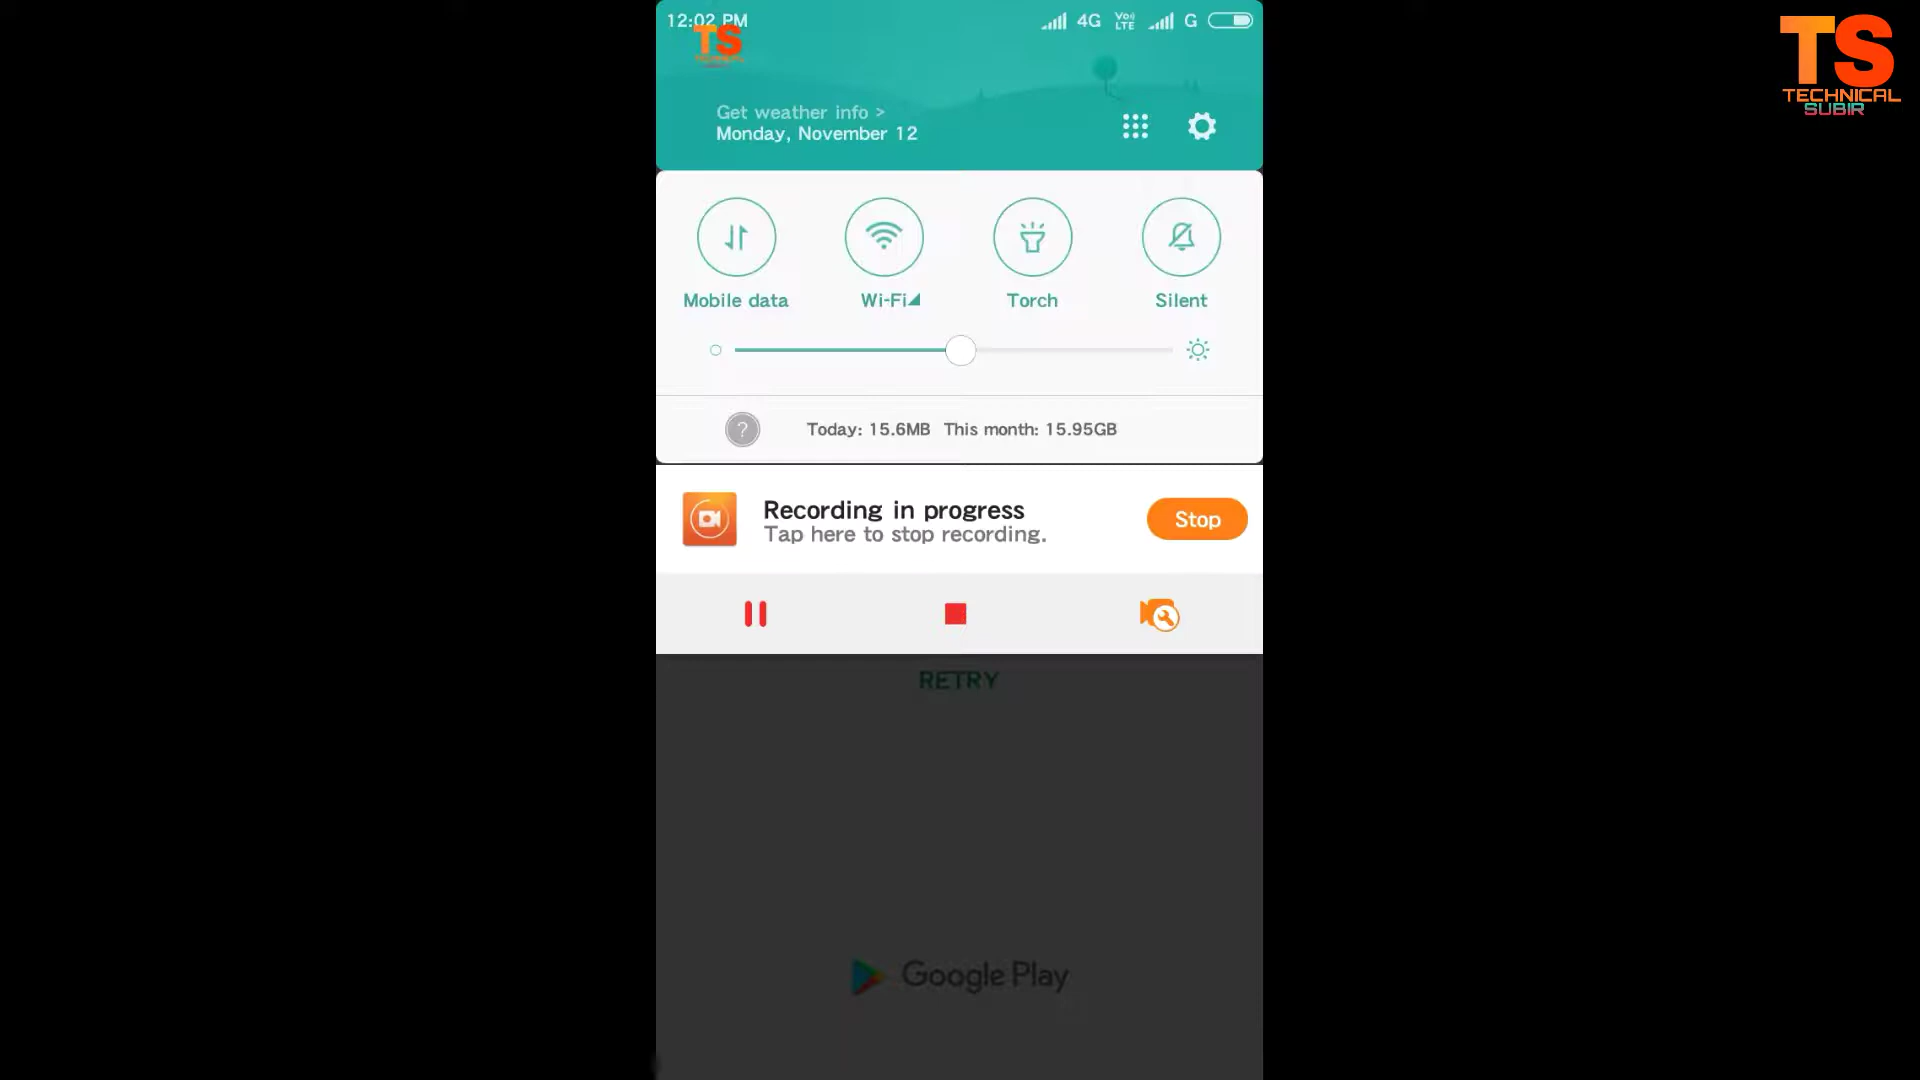 12:02 PM
4G
Vo))
LTE
G
TS
TS
TECHNICAL
SUBIR
Get weather info >
Monday, November 12
Mobile data
Wi-Fi
Torch
Silent
?
Today: 15.6MB This month: 15.95GB
Recording in progress
Tap here to stop recording.
Stop
RETRY
Google Play